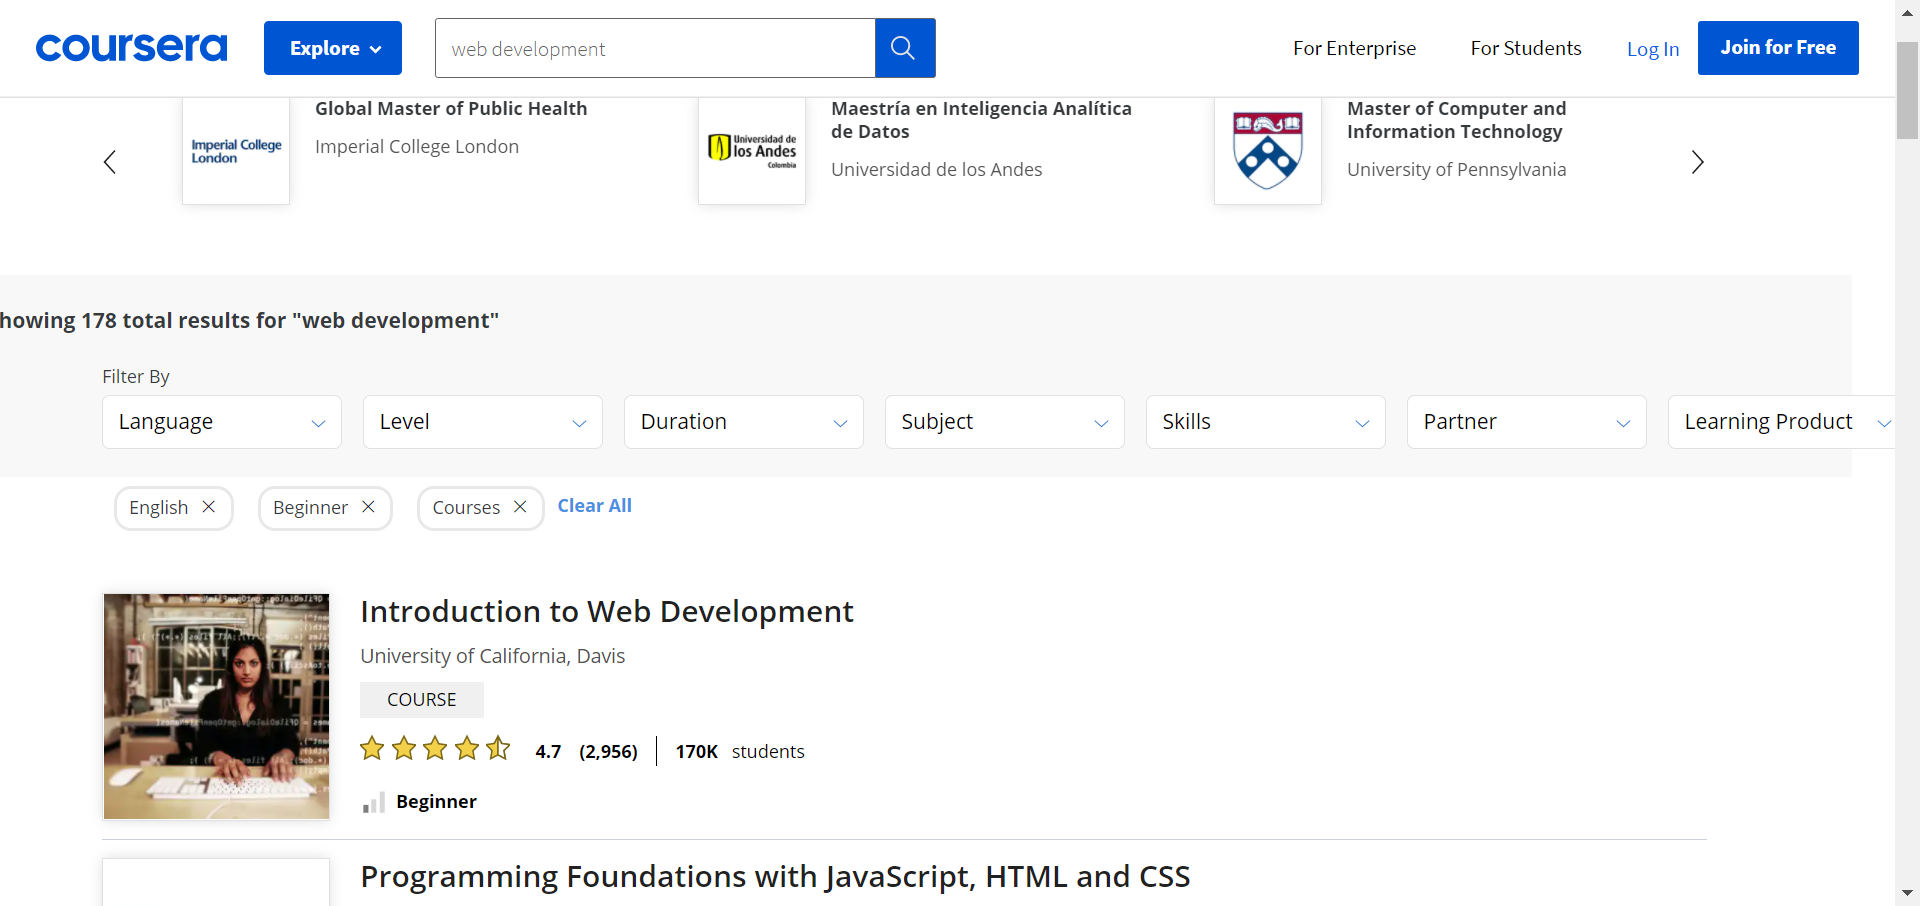 coursera
Explore
web development
For Enterprise
For Students
Log In
Join for Free
Imperial College
London
Global Master of Public Health
Imperial College London
Universidad de
los Andes
Colombia
Maestría en Inteligencia Analítica
de Datos
Universidad de los Andes
Master of Computer and
Information Technology
University of Pennsylvania
howing 178 total results for "web development"
Filter By
Language
Level
Duration
Subject
Skills
Partner
Learning Product
English
Beginner
Courses
Clear All
Introduction to Web Development
University of California, Davis
COURSE
4.7 (2,956) 170K students
Beginner
Programming Foundations with JavaScript, HTML and CSS